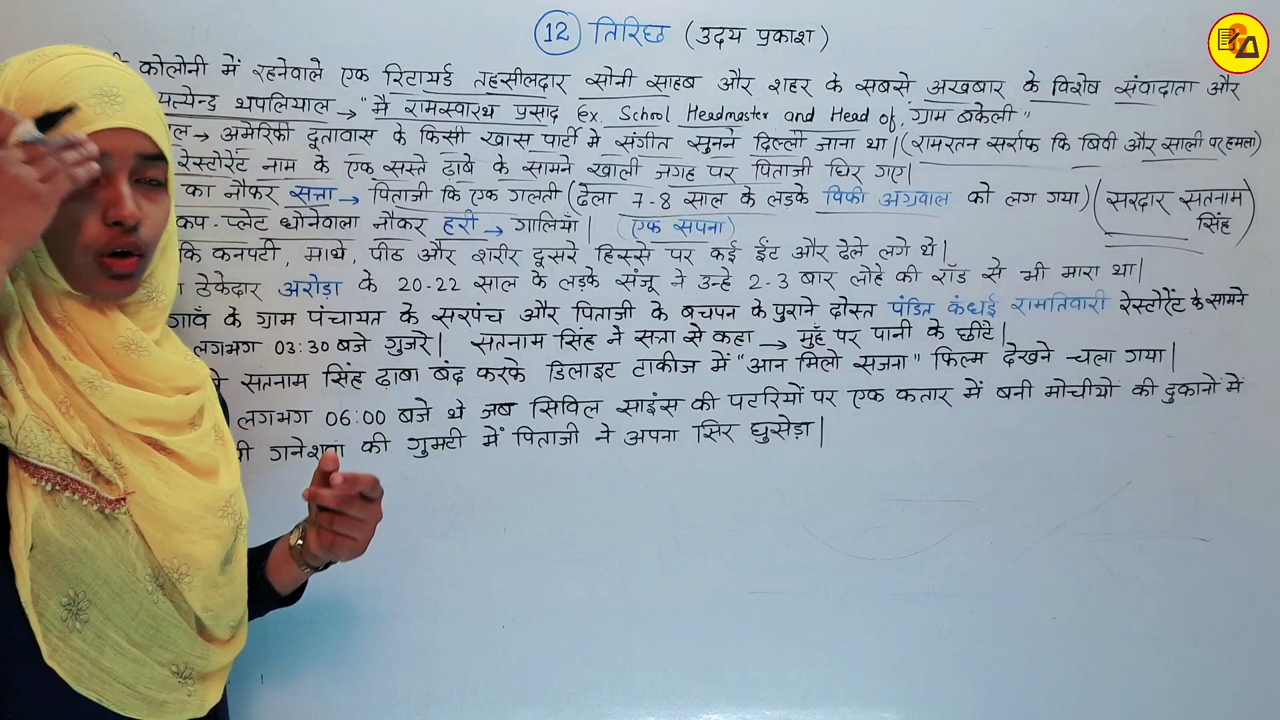 12 तिरिछ (उदय प्रकाश)
कोलोनी में रहनेवाले एक रिटायर्ड तहसीलदार सोनी साहब और शहर के सबसे अखबार के विशेष संवादाता और
सत्येन्द्र थपलियाल → "मैं रामस्वारथ प्रसाद Ex. School Headmaster and Head of, ग्राम बकेली"
ल → अमेरिकी दूतावास के किसी खास पार्टी मे संगीत सुनने दिल्ली जाना था। (रामरतन सर्राफ कि बिवी और साली पर हमला)
रेस्टोरेंट नाम के एक सस्ते ढाबे के सामने खाली जगह पर पिताजी घिर गए।
का नौकर सत्ना → पिताजी कि एक गलती (ढेला 7-8 साल के लड़के विकी अग्रवाल को लग गया) (सरदार सतनाम सिंह)
कप-प्लेट धोनेवाला नौकर हरी → गालियाँ। (एक सपना)
कि कनपटी, माथे, पीठ और शरीर दूसरे हिस्से पर कई ईंट और ढेले लगे थे।
ठेकेदार अरोड़ा के 20-22 साल के लड़के संजू ने उन्हे 2-3 बार लोहे की रॉड से भी मारा था।
गाँव के ग्राम पंचायत के सरपंच और पिताजी के बचपन के पुराने दोस्त पंडित कंधई रामतिवारी रेस्टोरेंट के सामने
लगभग 03:30 बजे गुजरे। सतनाम सिंह ने सत्ना से कहा → मुँह पर पानी के छींटे।
सतनाम सिंह ढाबा बंद करके डिलाइट टाकीज में "आन मिलो सजना" फिल्म देखने चला गया।
लगभग 06:00 बजे थे जब सिविल साइंस की पटरियों पर एक कतार में बनी मोचीयो की दुकानो में
गनेशवा की गुमटी में पिताजी ने अपना सिर घुसेड़ा।